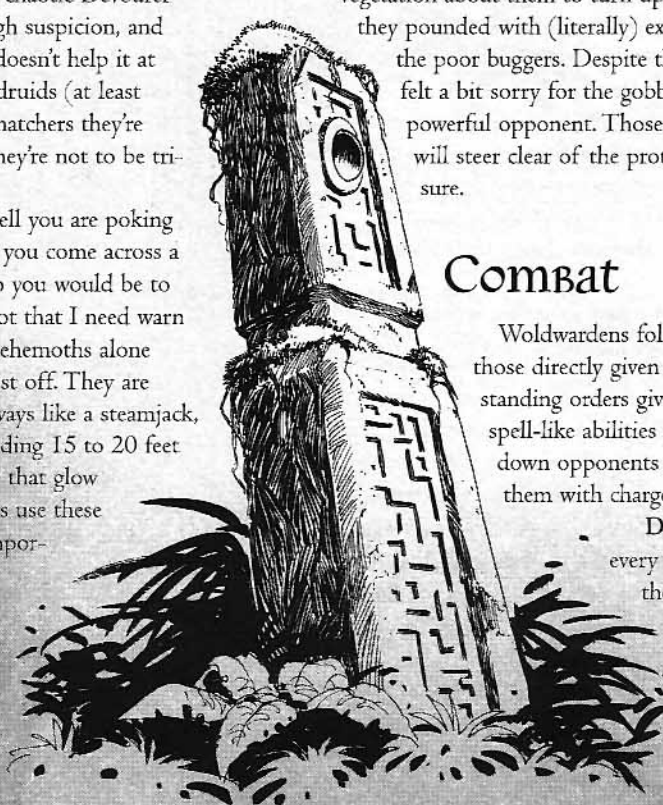 Chaotic Devourer
gh suspicion, and
doesn't help it at
druids (at least
natchers they're
hey're not to be tri-
ell you are poking
you come across a
o you would be to
ot that I need warn
ehemoths alone
st off. They are
ways like a steamjack,
ding 15 to 20 feet
that glow
s use these
mpor-
vegetation about them to turn up
they pounded with (literally) ex
the poor buggers. Despite t
felt a bit sorry for the gobb
powerful opponent. Those
will steer clear of the prot
sure.
Combat
Woldwardens fol
those directly given
standing orders giv
spell-like abilities
down opponents
them with charge
D
every
the